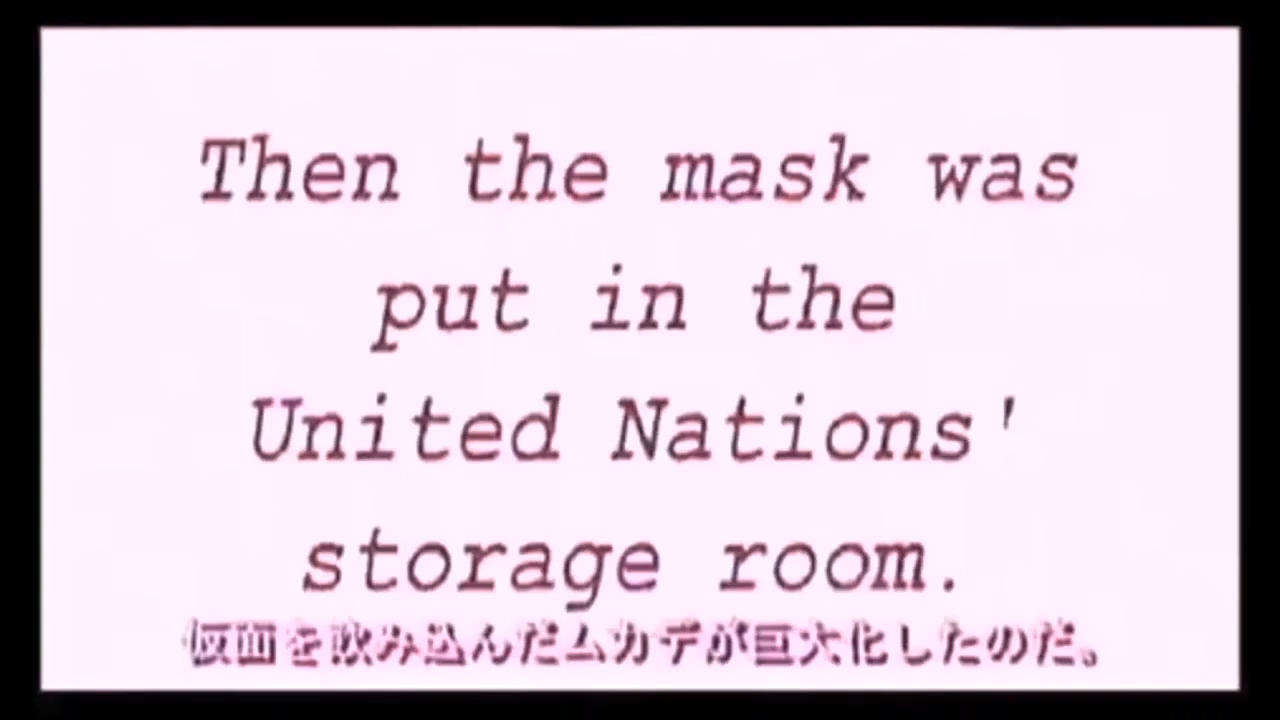 Then the mask was
put in the
United Nations'
storage room.
仮面を飲み込んだムカデが巨大化したのだ。